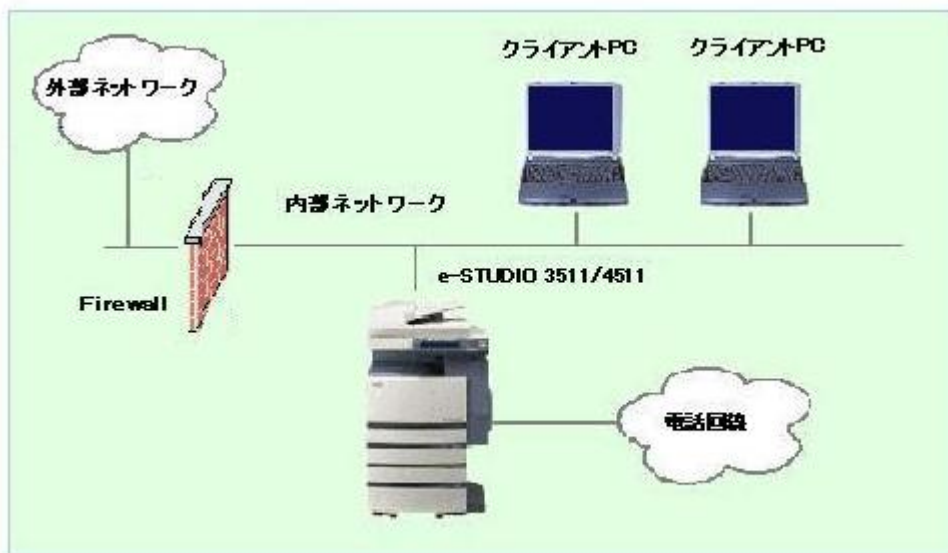 クライアントPC
クライアントPC
外部ネットワーク
内部ネットワーク
e-STUDIO 3511/4511
Firewall
電話回線